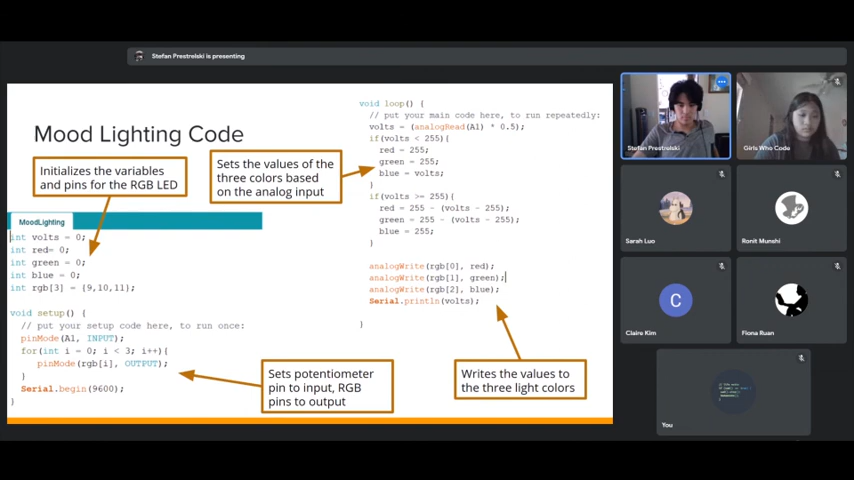 Stefan Prestrelski is presenting
Mood Lighting Code
Initializes the variables
and pins for the RGB LED
MoodLighting
int volts = 0;
int red= 0;
int green = 0;
int blue = 0;
int rgb[3] = {9,10,11};
void setup() {
// put your setup code here, to run once:
pinMode(A1, INPUT);
for(int i = 0; i < 3; i++){
pinMode(rgb[i], OUTPUT);
}
Serial.begin(9600);
}
Sets the values of the
three colors based
on the analog input
Sets potentiometer
pin to input, RGB
pins to output
void loop() {
// put your main code here, to run repeatedly:
volts = (analogRead(A1) * 0.5);
if(volts < 255){
red = 255;
green = 255;
blue = volts;
}
if(volts >= 255){
red = 255 - (volts - 255);
green = 255 - (volts - 255);
blue = 255;
}
analogWrite(rgb[0], red);
analogWrite(rgb[1], green);
analogWrite(rgb[2], blue);
Serial.println(volts);
}
Writes the values to
the three light colors
Stefan Prestrelski
Girls Who Code
Sarah Luo
Ronit Munshi
C
Claire Kim
Fiona Ruan
You